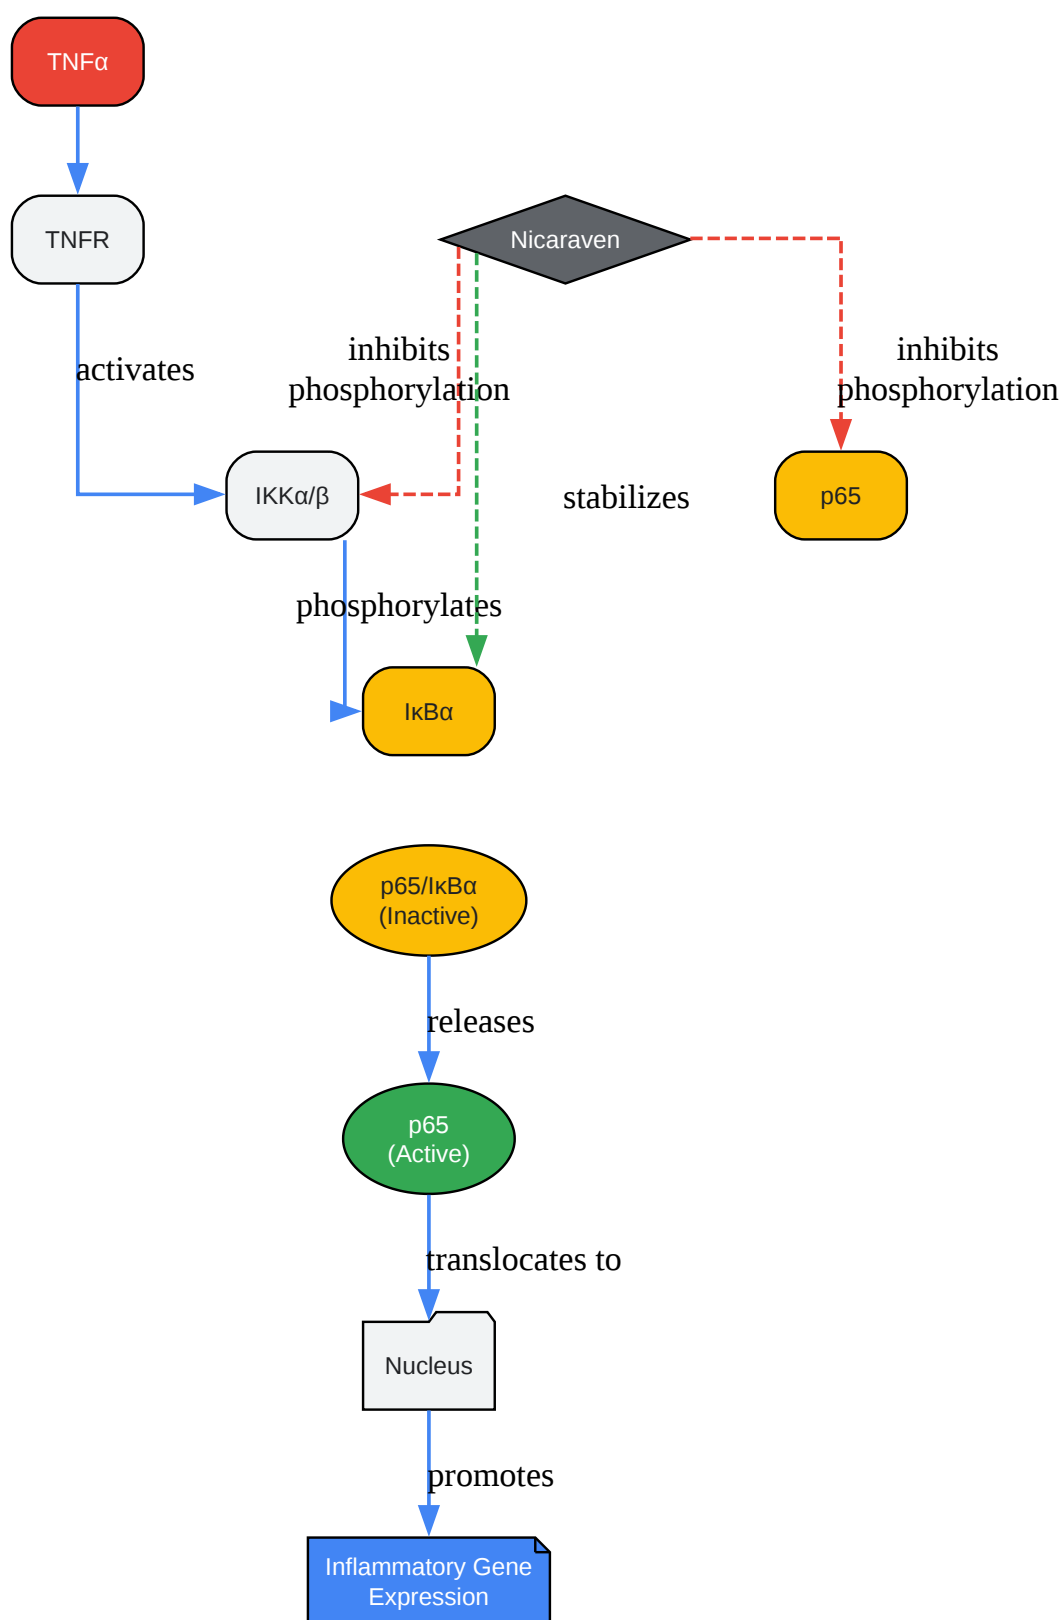 TNFα
TNFR
Nicaraven
activates
inhibits
phosphorylation
inhibits
phosphorylation
IKKα/β
stabilizes
p65
phosphorylates
IκBα
p65/IκBα
(Inactive)
releases
p65
(Active)
translocates to
Nucleus
promotes
Inflammatory Gene
Expression